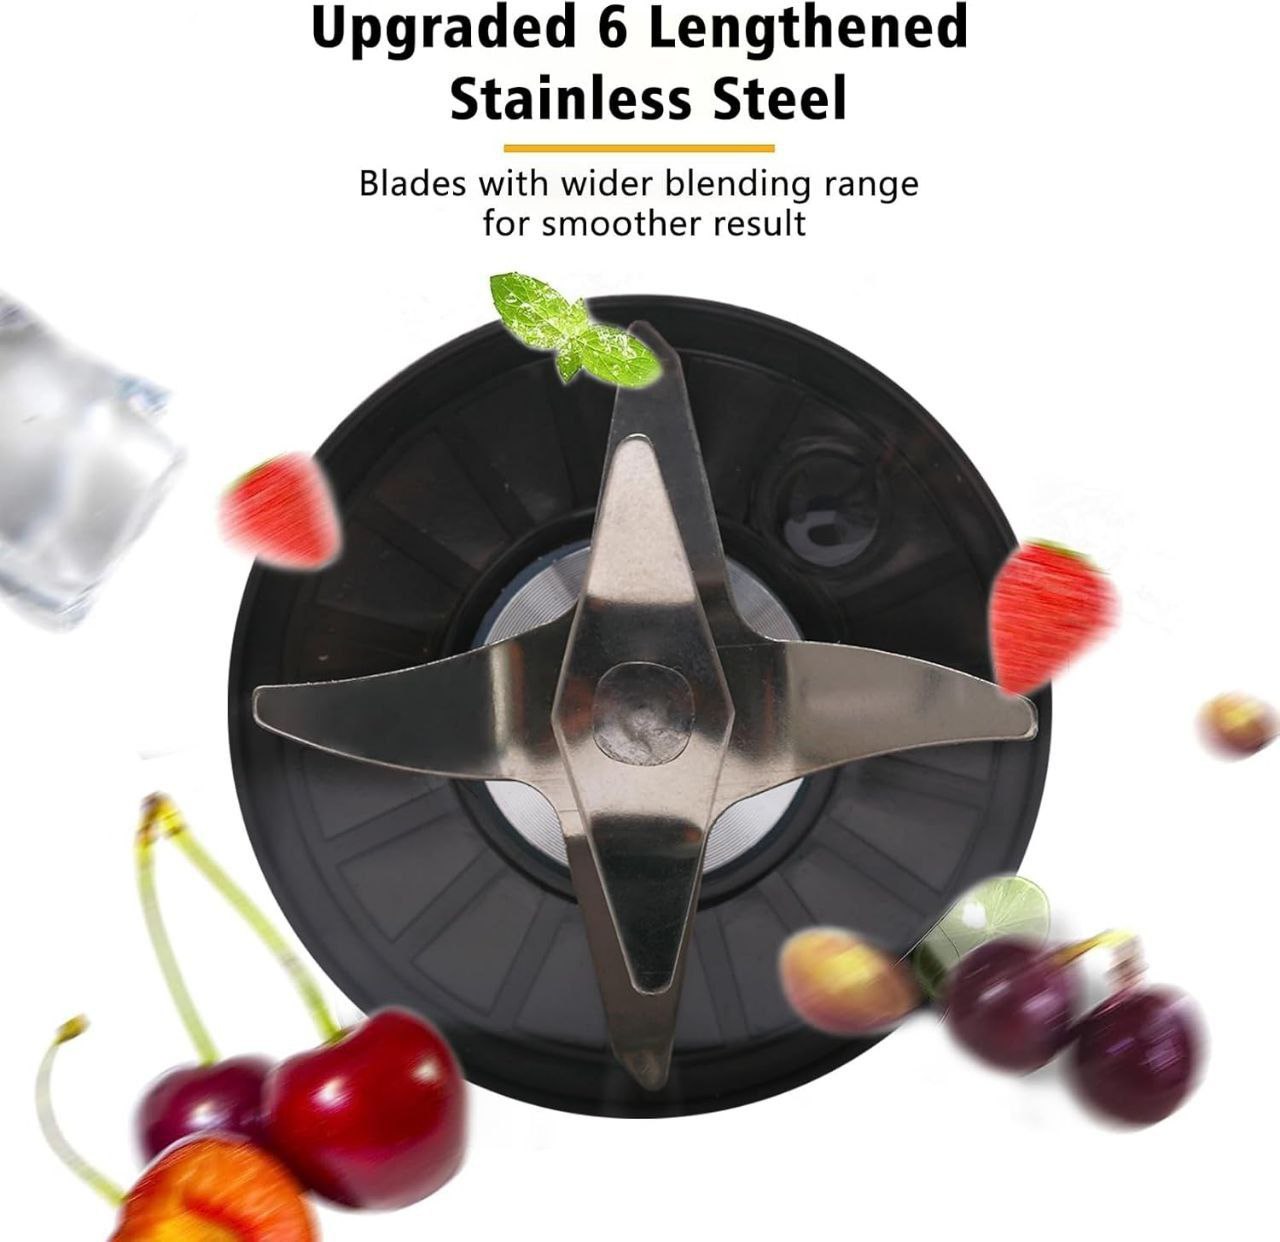 Upgraded 6 Lengthened
Stainless Steel
Blades with wider blending range
for smoother result